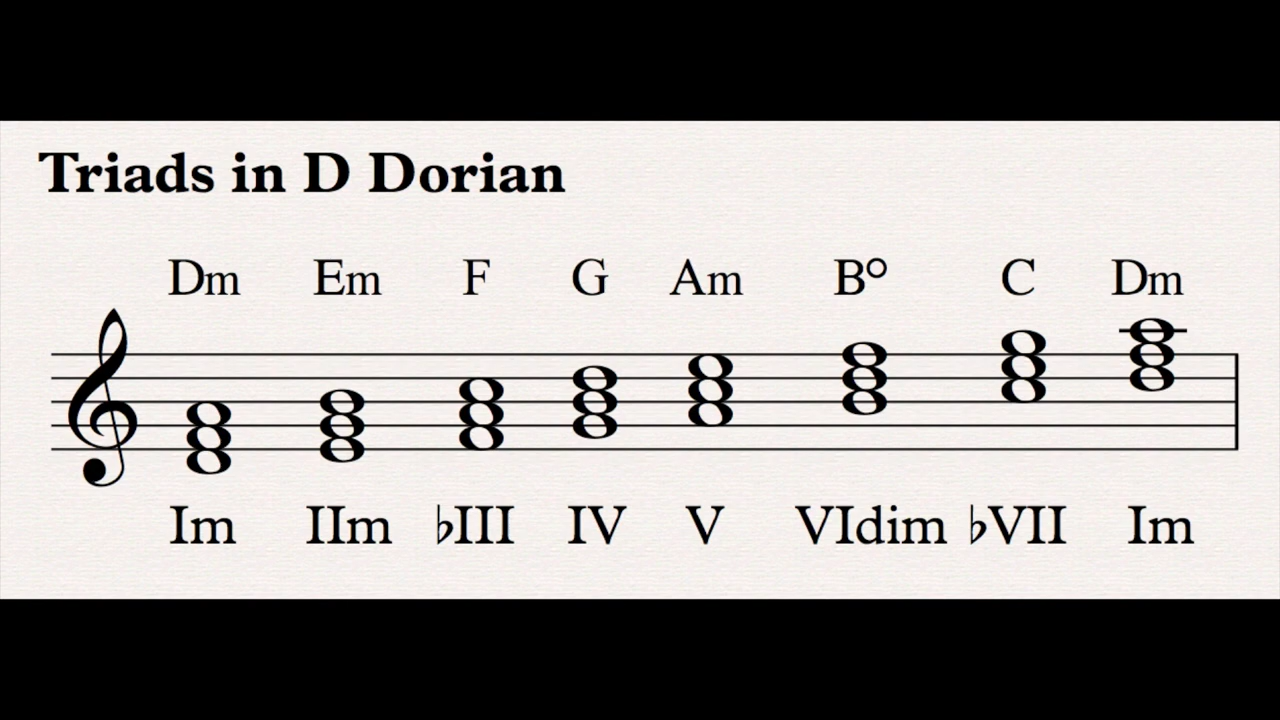 Triads in D Dorian
Dm Em F G Am B° C Dm
Im IIm ♭III IV V VIdim ♭VII Im